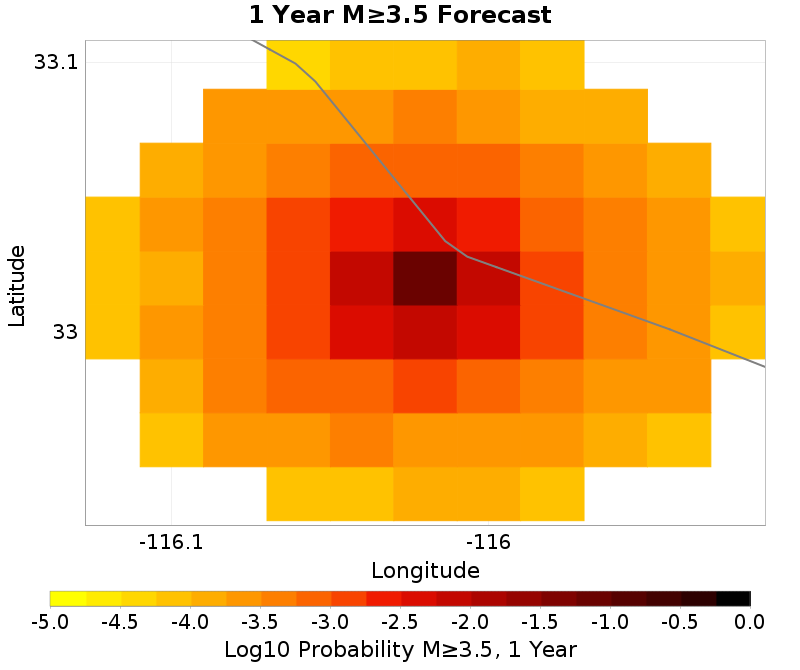 1 Year M≥3.5 Forecast
33.1
Latitude
33
-116.1
-116
Longitude
-5.0 -4.5 -4.0 -3.5 -3.0 -2.5 -2.0 -1.5 -1.0 -0.5 0.0
Log10 Probability M≥3.5, 1 Year